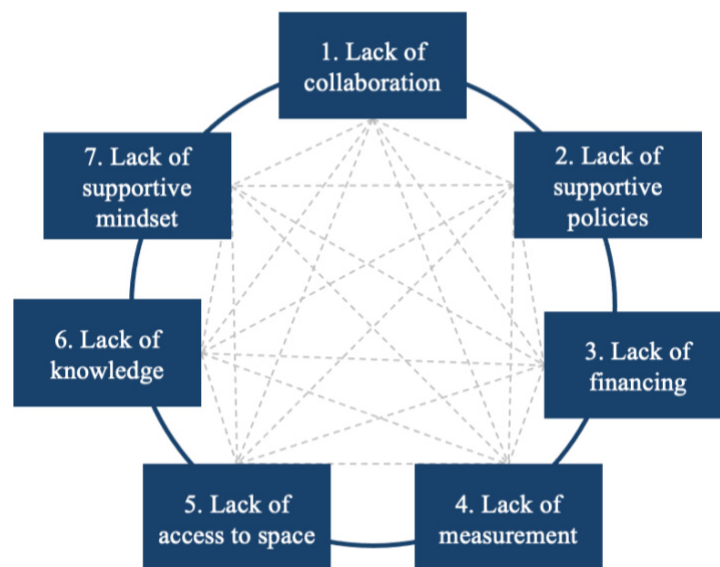 1. Lack of
collaboration
2. Lack of
supportive
policies
3. Lack of
financing
4. Lack of
measurement
5. Lack of
access to space
6. Lack of
knowledge
7. Lack of
supportive
mindset